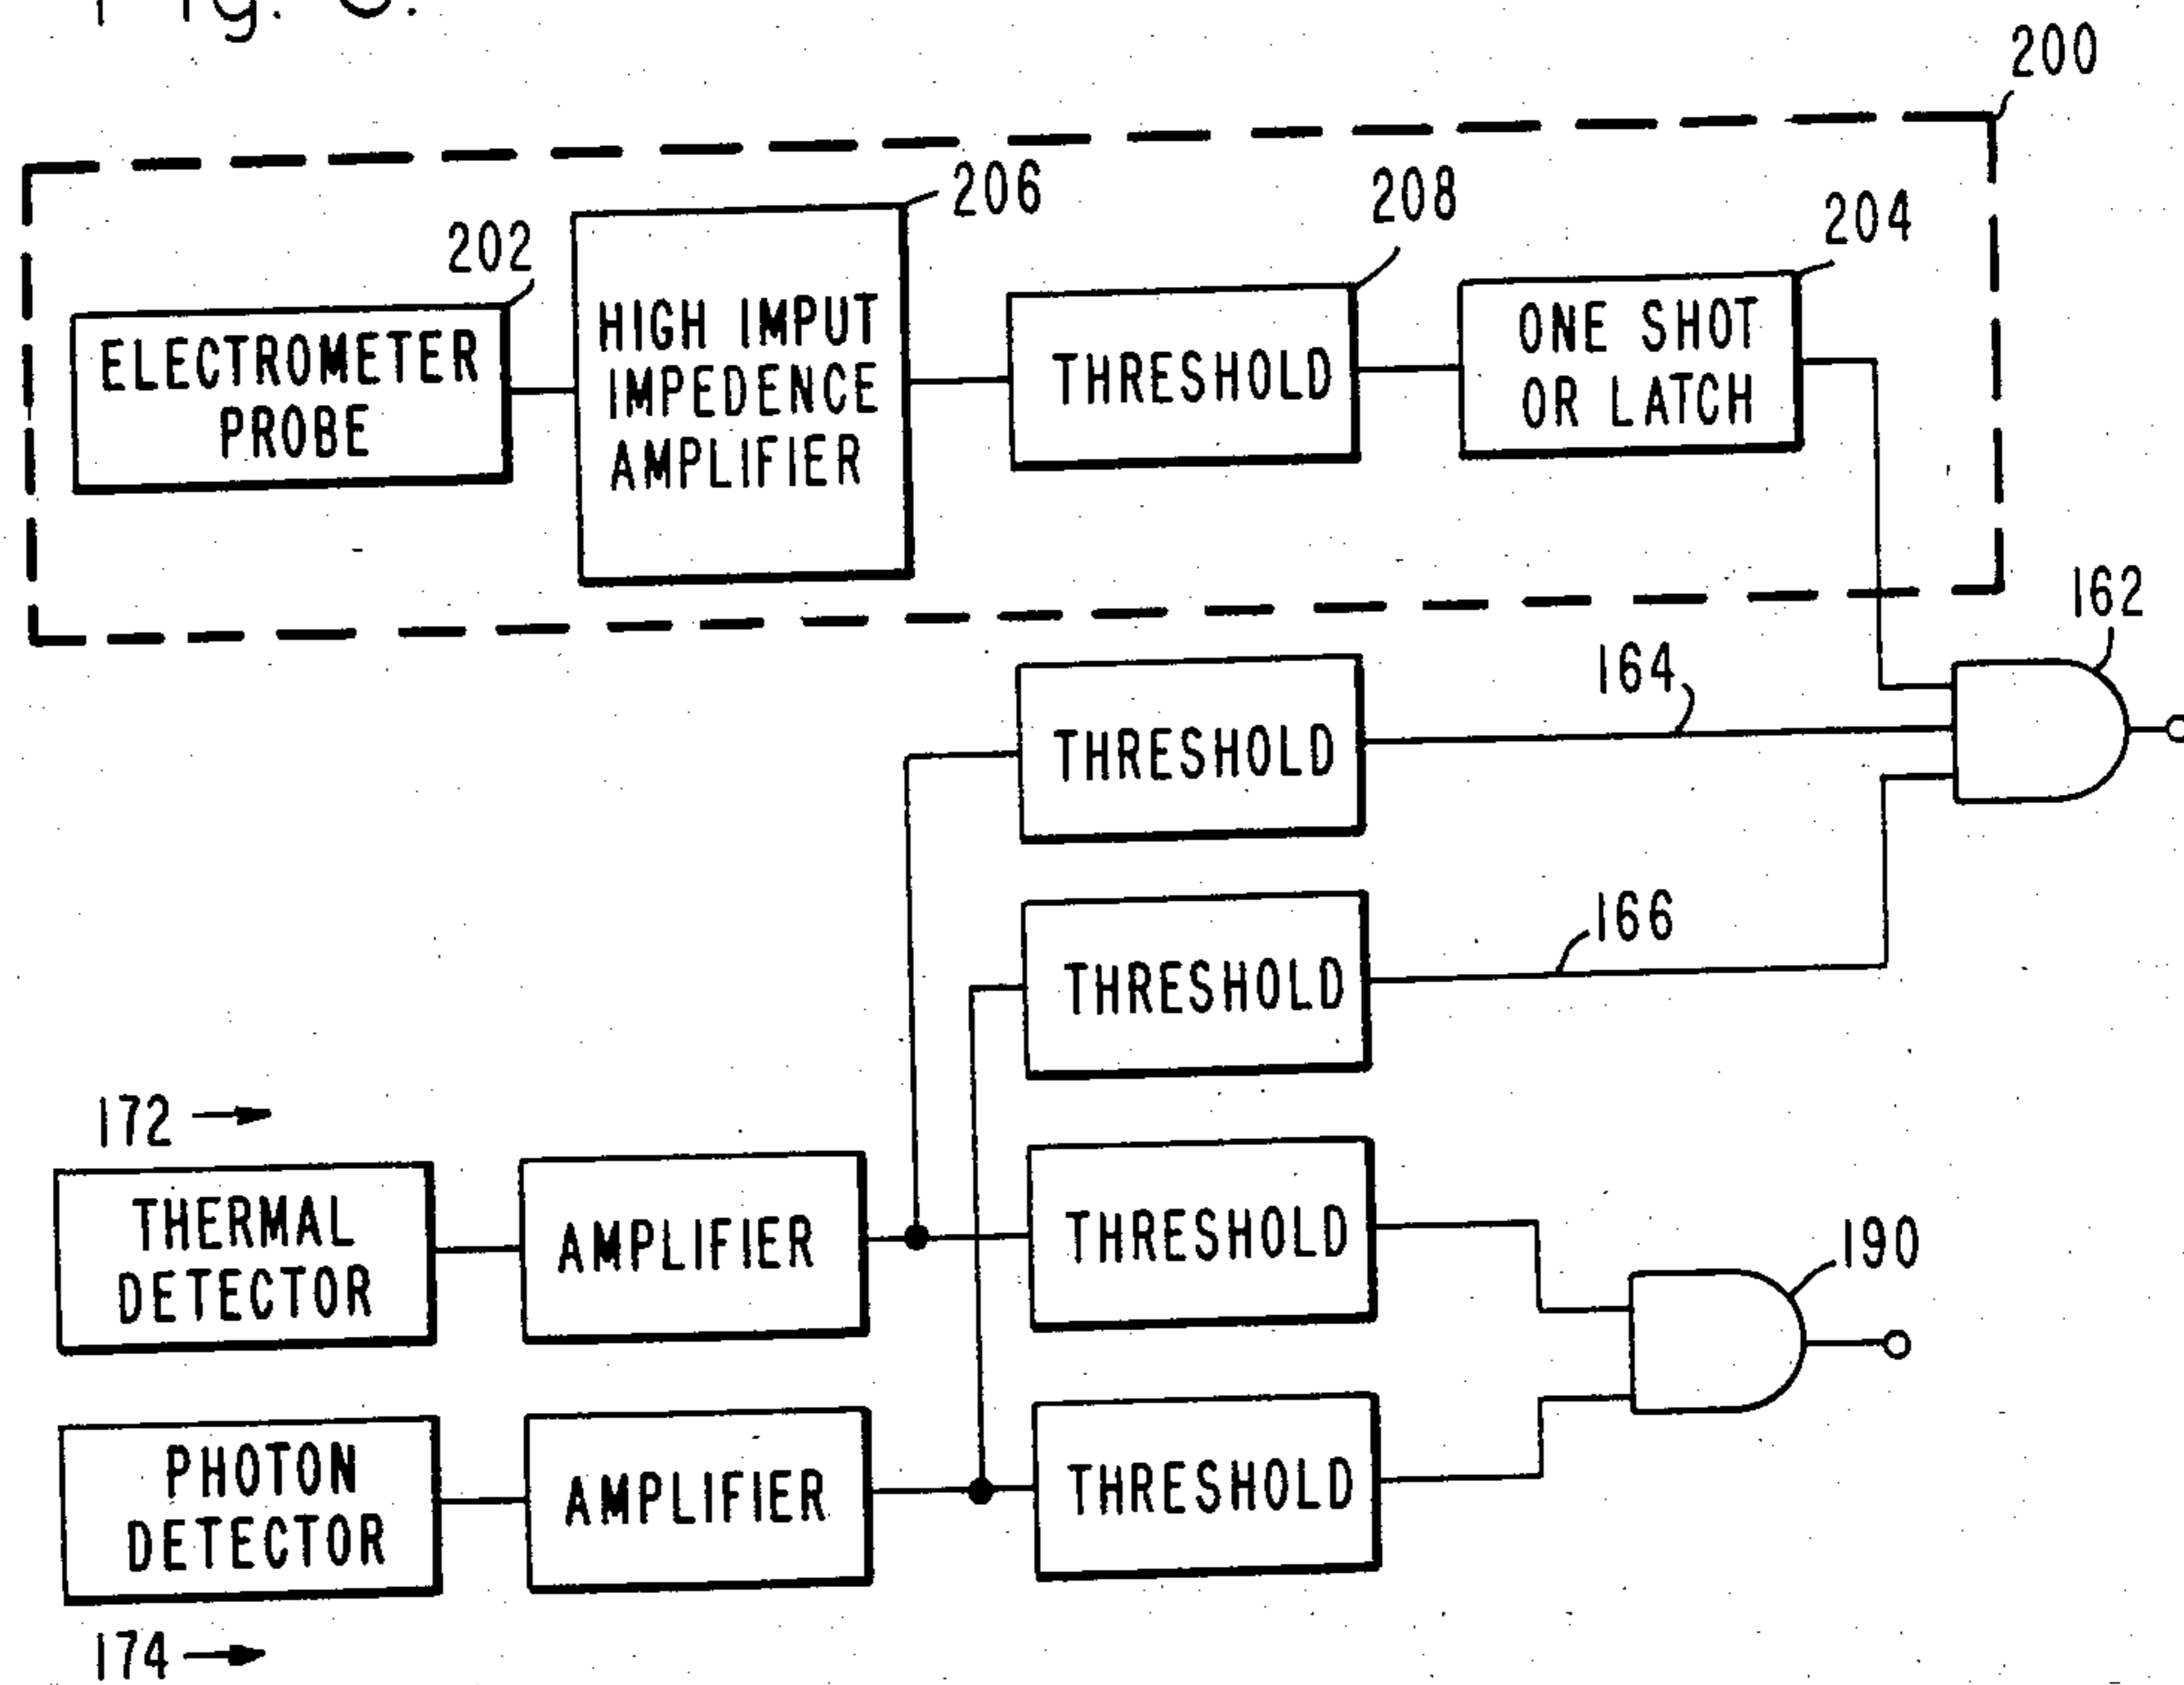 200
206
208
204
202
ELECTROMETER
PROBE
HIGH IMPUT
IMPEDENCE
AMPLIFIER
THRESHOLD
ONE SHOT
OR LATCH
162
164
THRESHOLD
166
THRESHOLD
172
THERMAL
DETECTOR
AMPLIFIER
THRESHOLD
190
PHOTON
DETECTOR
AMPLIFIER
THRESHOLD
174